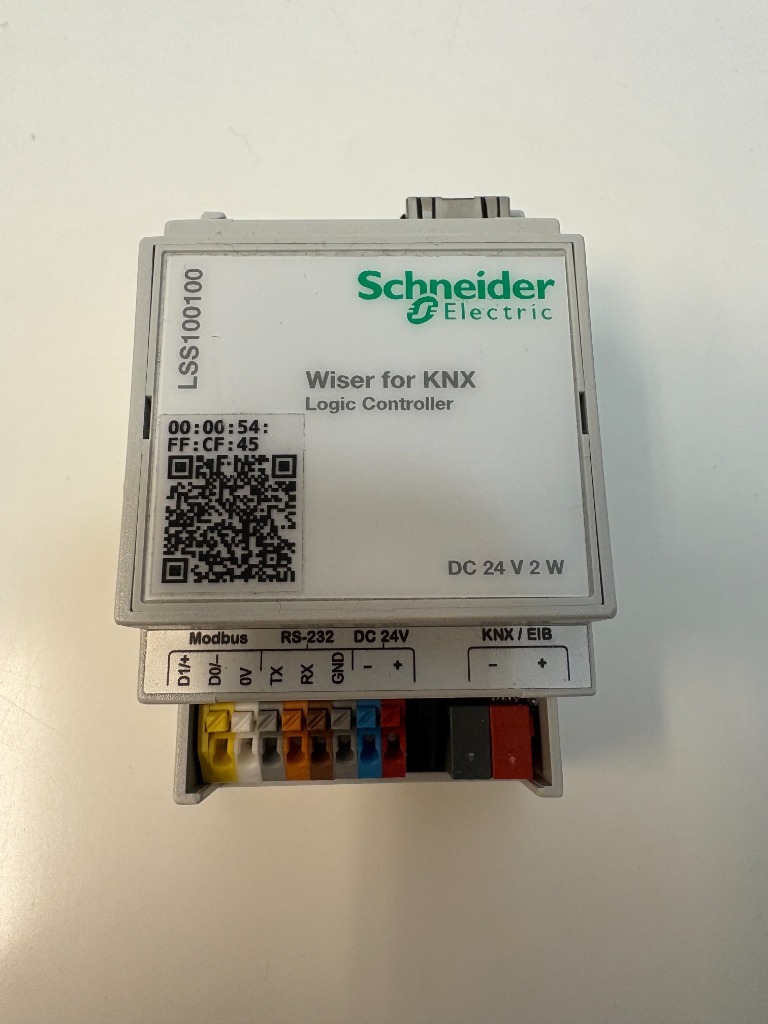 LSS100100
Schneider
Electric
Wiser for KNX
Logic Controller
00:00:54:
FF:CF:45
DC 24 V 2 W
Modbus RS-232 DC 24V KNX / EIB
D1/+ D0/– 0V TX RX GND – + – +